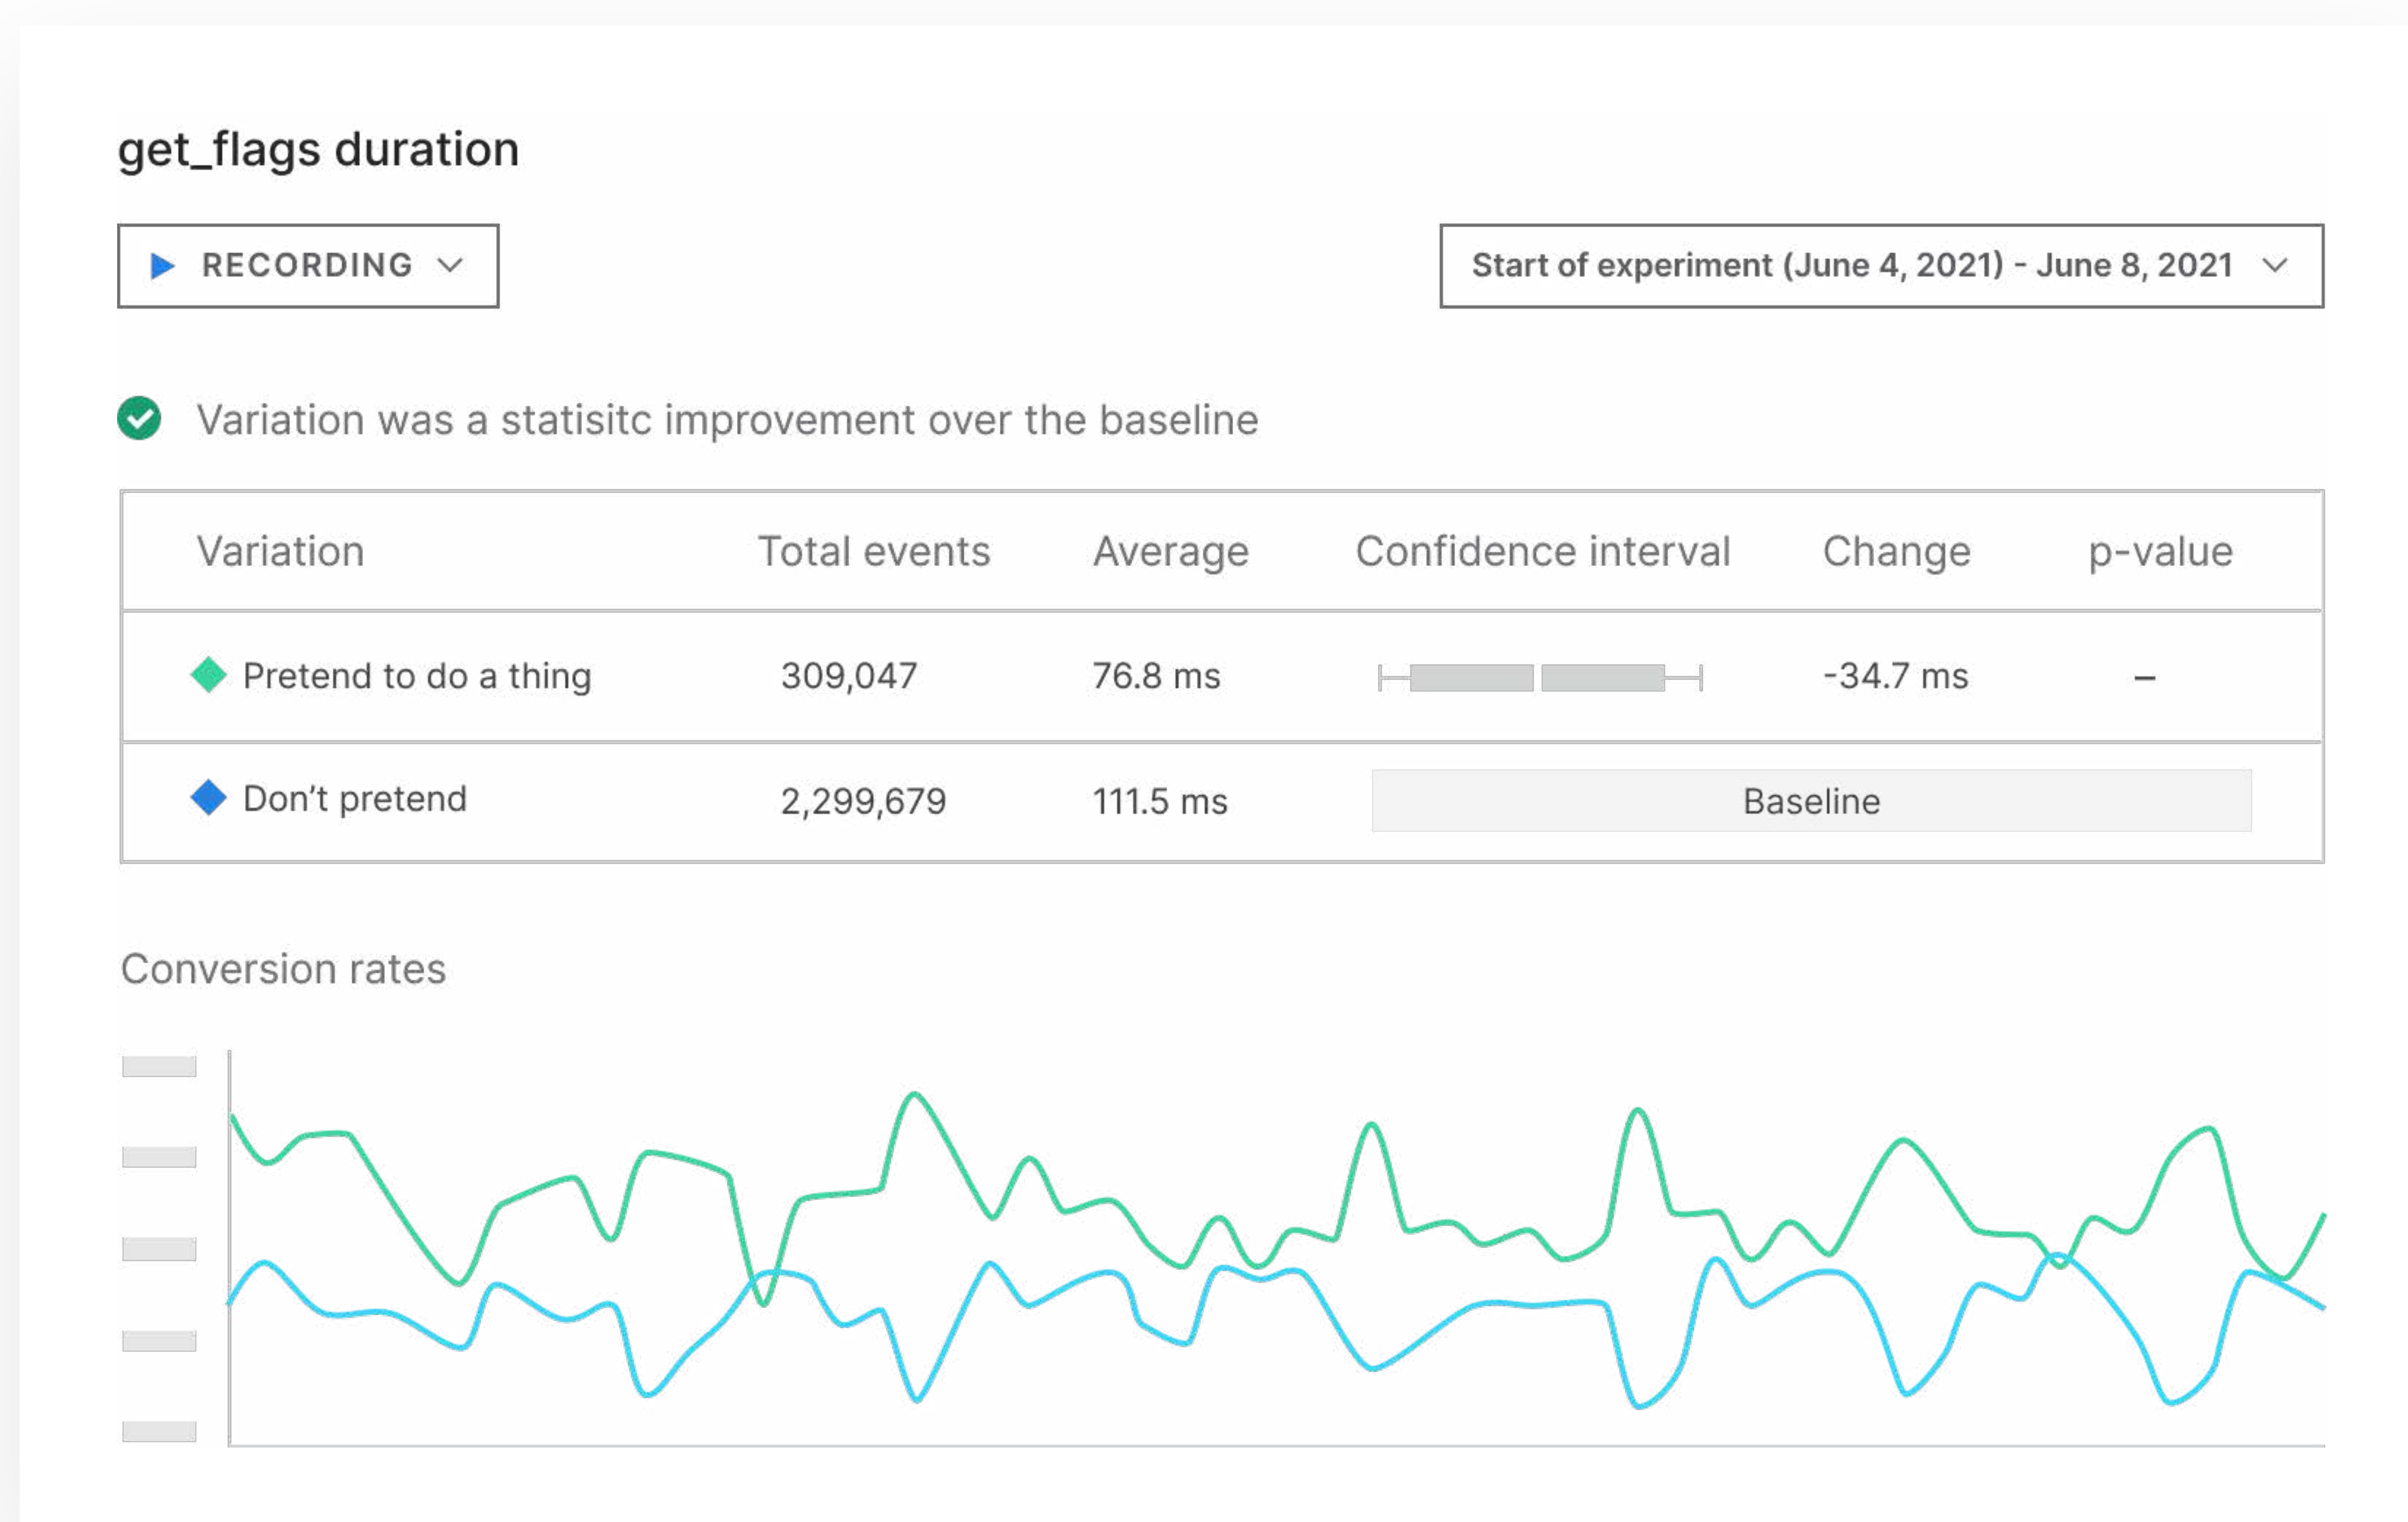 get_flags duration
RECORDING
Start of experiment (June 4, 2021) - June 8, 2021
Variation was a statisitc improvement over the baseline
Variation Total events Average Confidence interval Change p-value
Pretend to do a thing 309,047 76.8 ms -34.7 ms –
Don't pretend 2,299,679 111.5 ms Baseline
Conversion rates